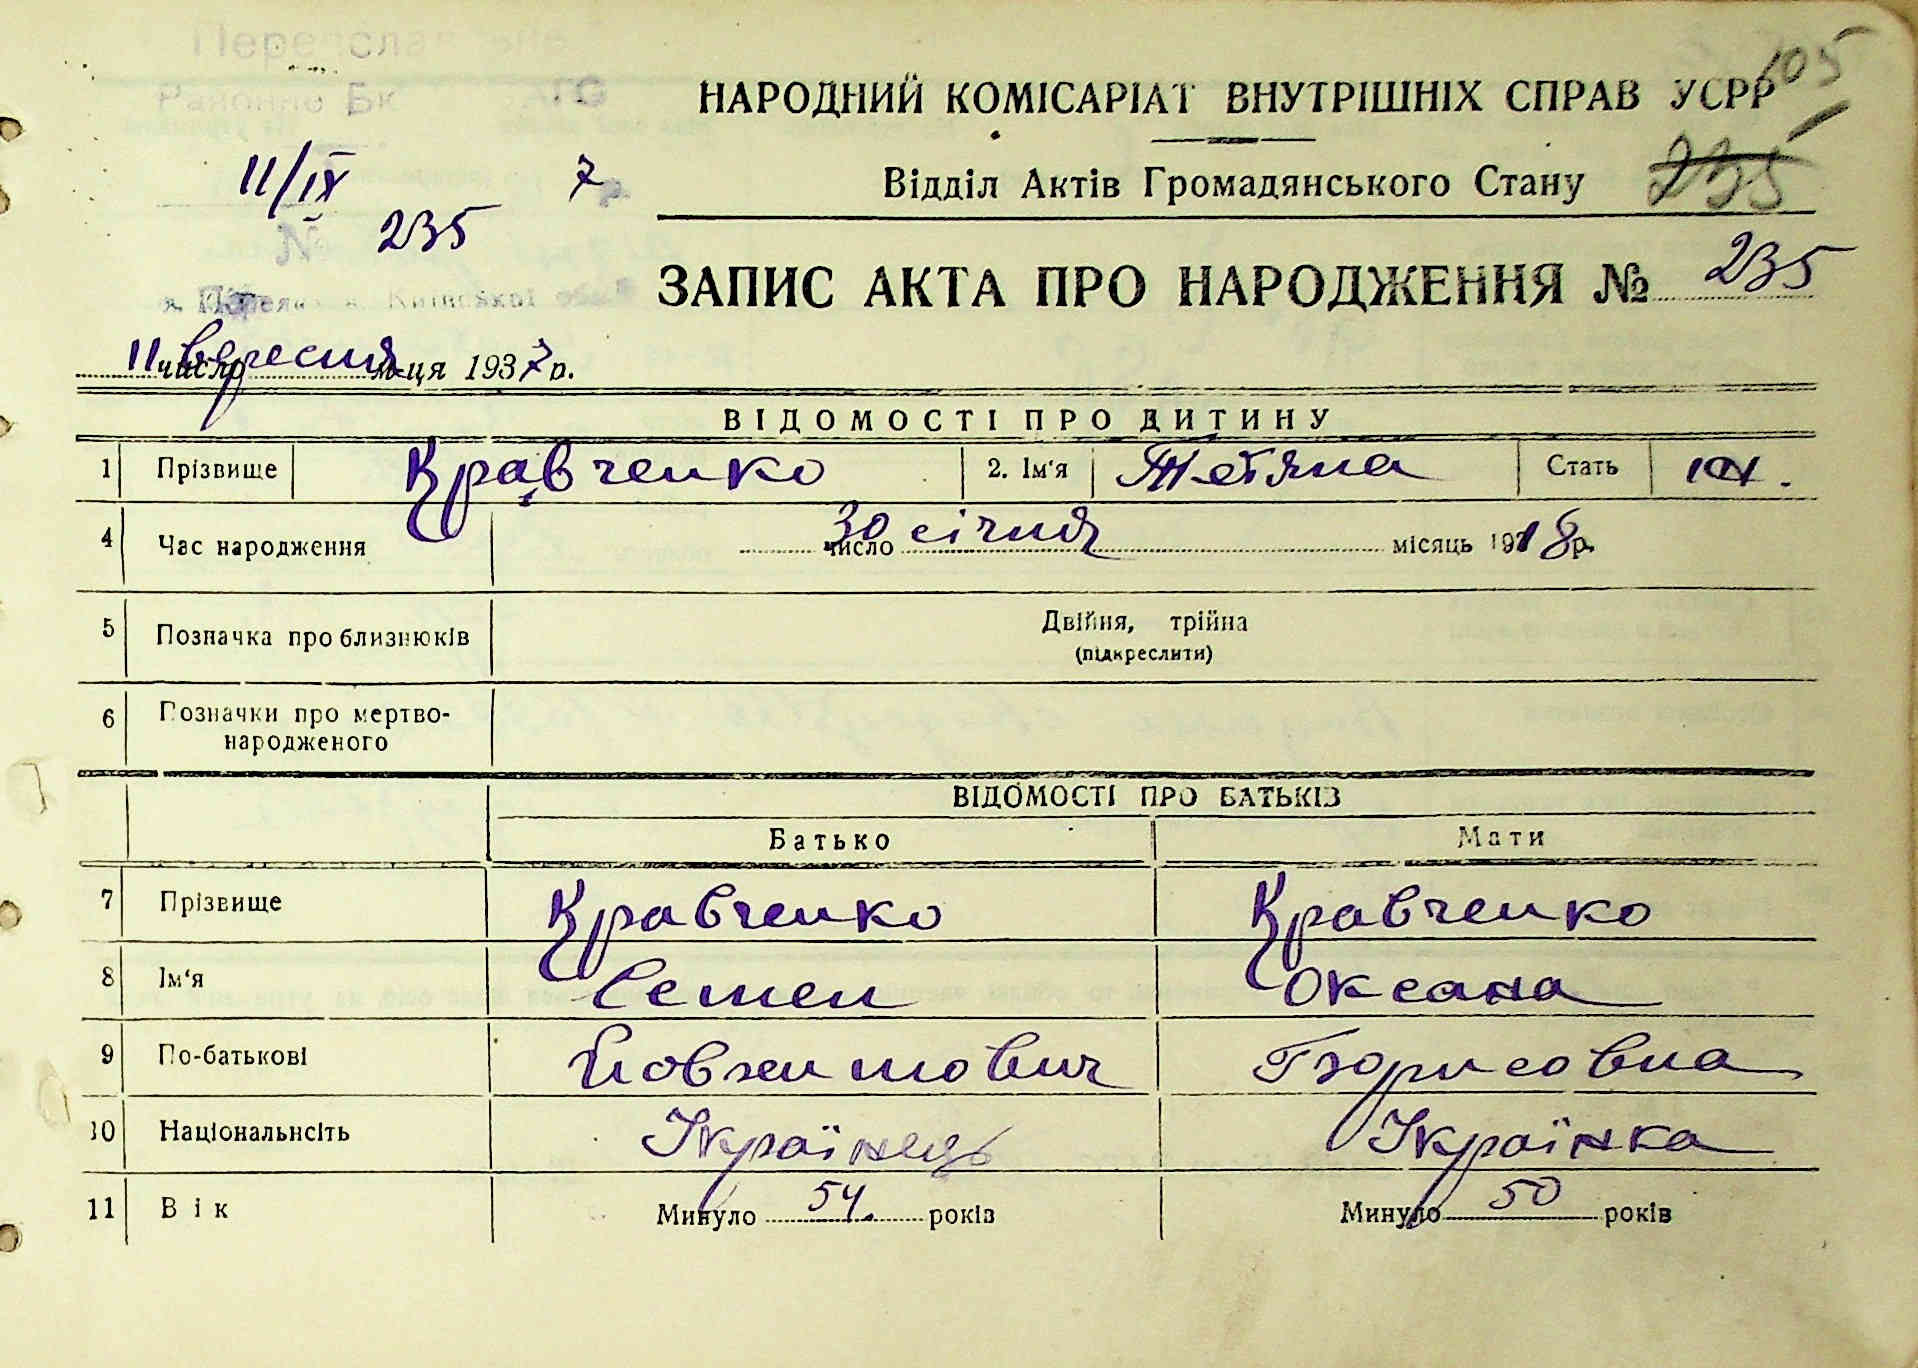 105
НАРОДНИЙ КОМІСАРІАТ ВНУТРІШНІХ СПРАВ УСРР
11/IX 7 р.
Відділ Актів Громадянського Стану
235
№ 235
ЗАПИС АКТА ПРО НАРОДЖЕННЯ № 235
11 число вересня м-ця 1937 р.
ВІДОМОСТІ ПРО ДИТИНУ
1 Прізвище Кравченко 2. Ім'я Тетяна Стать
4 Час народження 30 число січня місяць 1918 р.
5 Позначка про близнюків Двійня, трійна
(підкреслити)
6 Позначки про мертво-
народженого
ВІДОМОСТІ ПРО БАТЬКІВ
Батько Мати
7 Прізвище Кравченко Кравченко
8 Ім'я Семен Оксана
9 По-батькові Борисовна
10 Національнсіть Українець Українка
11 Вік Минуло 54 років Минуло 50 років